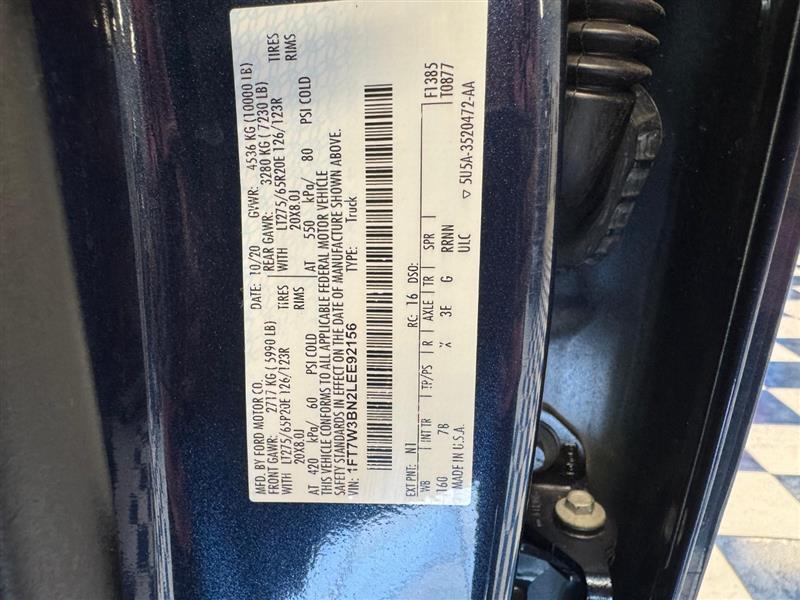 MFD. BY FORD MOTOR CO. DATE: 10/20 GVWR: 4536 KG (10000 LB)
FRONT GAWR: 2717 KG (5990 LB) REAR GAWR: 3280 KG (7230 LB)
WITH LT275/65R20E 126/123R TIRES WITH LT275/65R20E 126/123R TIRES
20X8.0J RIMS 20X8.0J RIMS
AT 420 kPa/ 60 PSI COLD AT 550 kPa/ 80 PSI COLD
THIS VEHICLE CONFORMS TO ALL APPLICABLE FEDERAL MOTOR VEHICLE
SAFETY STANDARDS IN EFFECT ON THE DATE OF MANUFACTURE SHOWN ABOVE.
VIN: 1FT7W3BN2LEE92156 TYPE: Truck
EXT PNT: N1 RC: 16 DSO: F1385
WB INT TR TP/PS R AXLE TR SPR T0877
160 7B X 3E G RRNN
MADE IN U.S.A. ULC ▽ 5U5A-3520472-AA